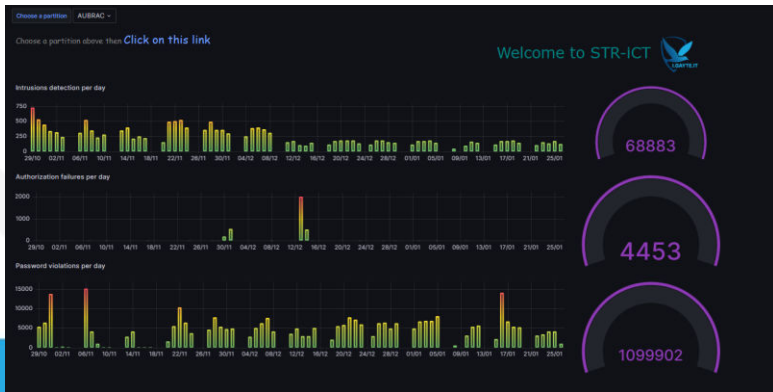 Choose a partition AUBRAC
Choose a partition above then Click on this link
Welcome to STR-iCT
I.GAYTE.IT
Intrusions detection per day
750
500
250
0
29/10 02/11 06/11 10/11 14/11 18/11 22/11 26/11 30/11 04/12 08/12 12/12 16/12 20/12 24/12 28/12 01/01 05/01 09/01 13/01 17/01 21/01 25/01
68883
Authorization failures per day
2000
1000
0
29/10 02/11 06/11 10/11 14/11 18/11 22/11 26/11 30/11 04/12 08/12 12/12 16/12 20/12 24/12 28/12 01/01 05/01 09/01 13/01 17/01 21/01 25/01
4453
Password violations per day
15000
10000
5000
0
29/10 02/11 06/11 10/11 14/11 18/11 22/11 26/11 30/11 04/12 08/12 12/12 16/12 20/12 24/12 28/12 01/01 05/01 09/01 13/01 17/01 21/01 25/01
1099902